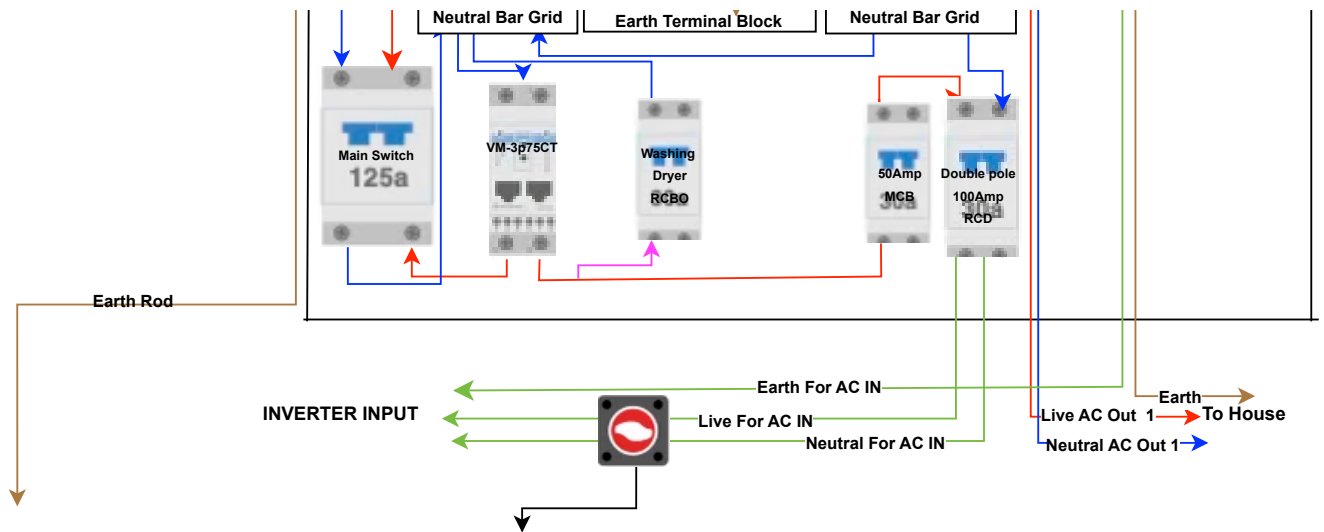 Neutral Bar Grid
Earth Terminal Block
Neutral Bar Grid
Main Switch
125a
VM-3p75CT
Washing
Dryer
RCBO
50Amp
MCB
30a
Double pole
100Amp
RCD
30a
Earth Rod
Earth For AC IN
INVERTER INPUT
Live For AC IN
Neutral For AC IN
Earth
Live AC Out 1
To House
Neutral AC Out 1